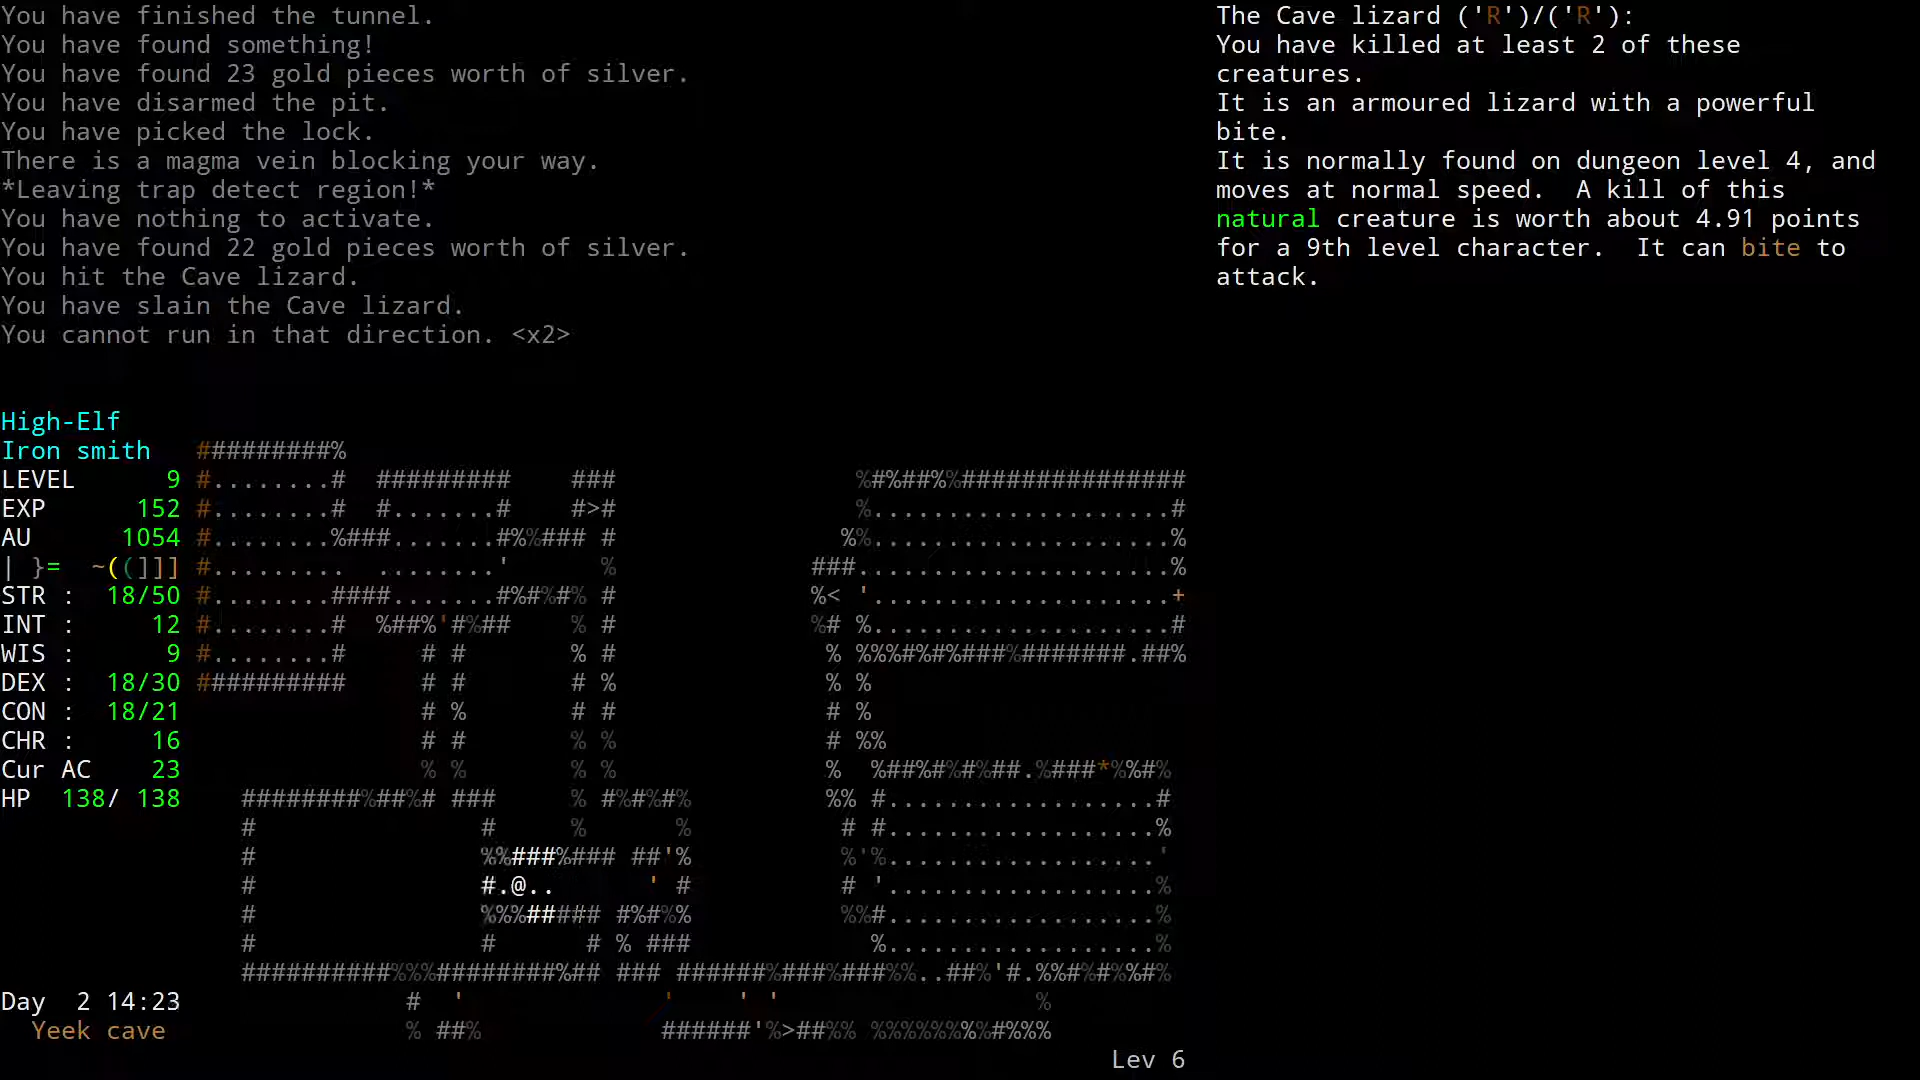 You have finished the tunnel.
You have found something!
You have found 23 gold pieces worth of silver.
You have disarmed the pit.
You have picked the lock.
There is a magma vein blocking your way.
*Leaving trap detect region!*
You have nothing to activate.
You have found 22 gold pieces worth of silver.
You hit the Cave lizard.
You have slain the Cave lizard.
You cannot run in that direction. <x2>
The Cave lizard ('R')/('R'):
You have killed at least 2 of these
creatures.
It is an armoured lizard with a powerful
bite.
It is normally found on dungeon level 4, and
moves at normal speed.  A kill of this
natural creature is worth about 4.91 points
for a 9th level character.  It can bite to
attack.
High-Elf
Iron smith
LEVEL 9
EXP 152
AU 1054
| }= ~((]]]
STR : 18/50
INT : 12
WIS : 9
DEX : 18/30
CON : 18/21
CHR : 16
Cur AC 23
HP 138/ 138
Day 2 14:23
Yeek cave
Lev 6